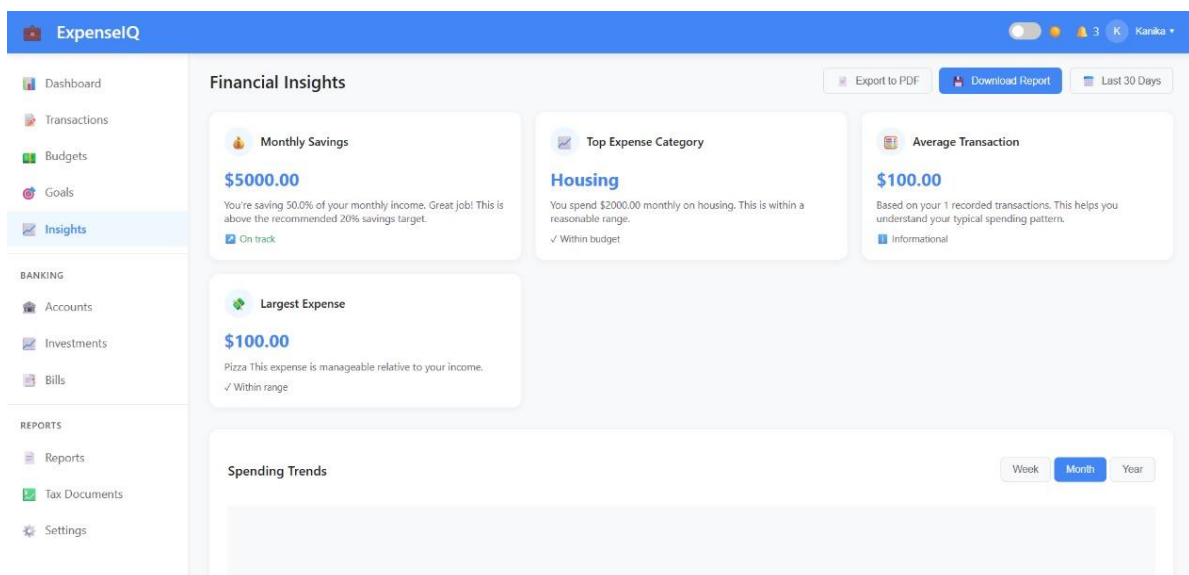 ExpenseIQ
3 K Kanika
Dashboard
Transactions
Budgets
Goals
Insights
BANKING
Accounts
Investments
Bills
REPORTS
Reports
Tax Documents
Settings
Financial Insights
Export to PDF
Download Report
Last 30 Days
Monthly Savings
$5000.00
You're saving 50.0% of your monthly income. Great job! This is
above the recommended 20% savings target.
On track
Top Expense Category
Housing
You spend $2000.00 monthly on housing. This is within a
reasonable range.
✓ Within budget
Average Transaction
$100.00
Based on your 1 recorded transactions. This helps you
understand your typical spending pattern.
Informational
Largest Expense
$100.00
Pizza This expense is manageable relative to your income.
✓ Within range
Spending Trends
Week
Month
Year